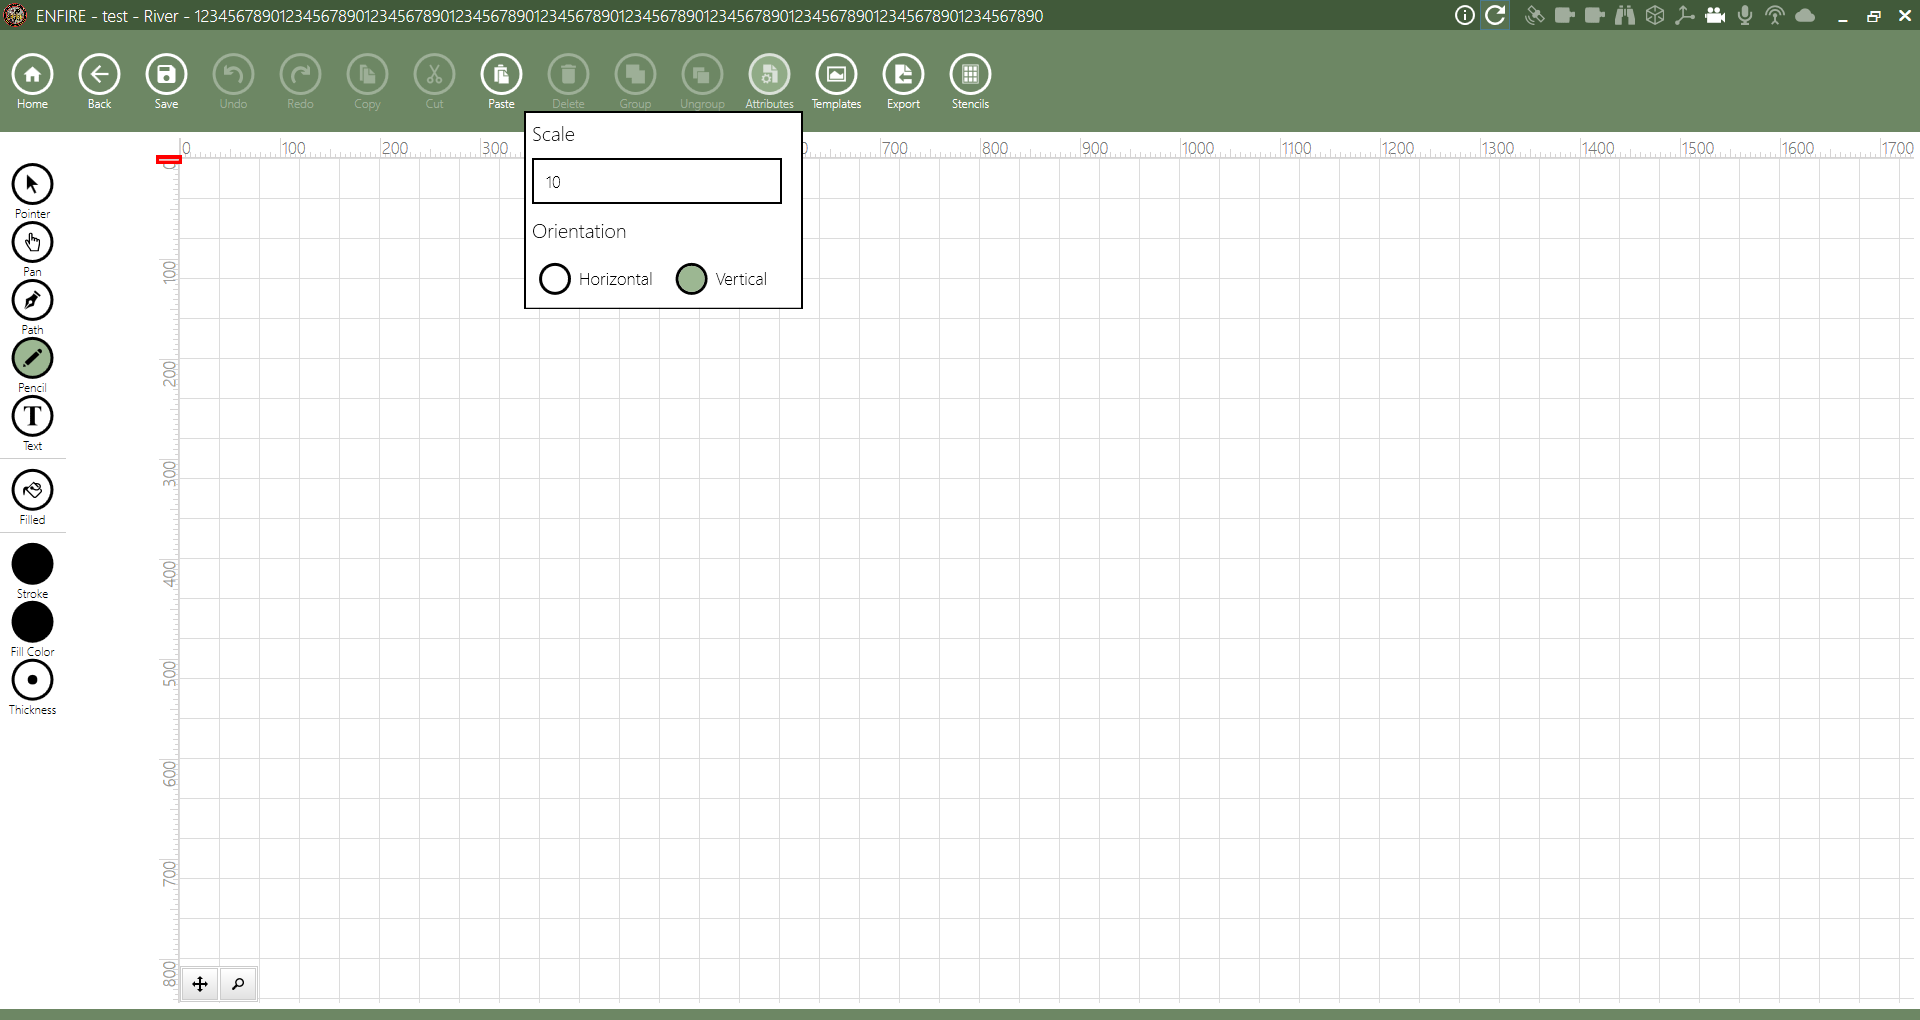 ENFIRE - test - River - 1234567890123456789012345678901234567890123456789012345678901234567890123456789012345678901234567890
Home Back Save Undo Redo Copy Cut Paste Delete Group Ungroup Attributes Templates Export Stencils
Scale
10
Orientation
Horizontal Vertical
0 100 200 300 700 800 900 1000 1100 1200 1300 1400 1500 1600 1700
0
100
200
300
400
500
600
700
800
Pointer
Pan
Path
Pencil
T
Text
Filled
Stroke
Fill Color
Thickness